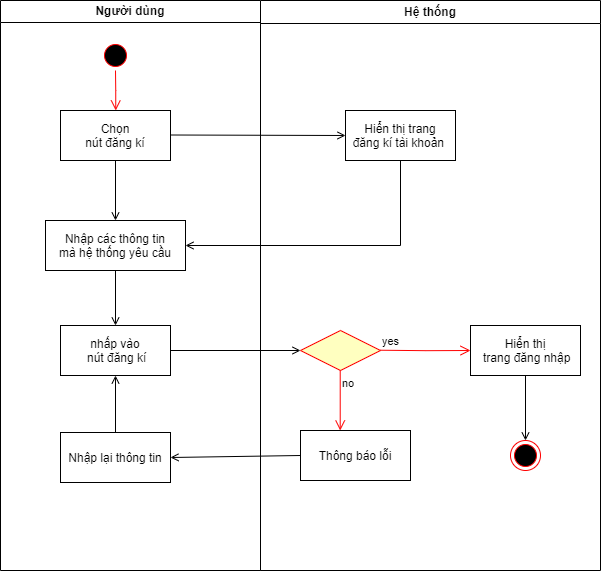 Người dùng
Hệ thống
Chọn
nút đăng kí
Hiển thị trang
đăng kí tải khoản
Nhập các thông tin
mà hệ thống yêu cầu
nhấp vào
nút đăng kí
yes
Hiển thị
trang đăng nhập
no
Nhập lại thông tin
Thông báo lỗi